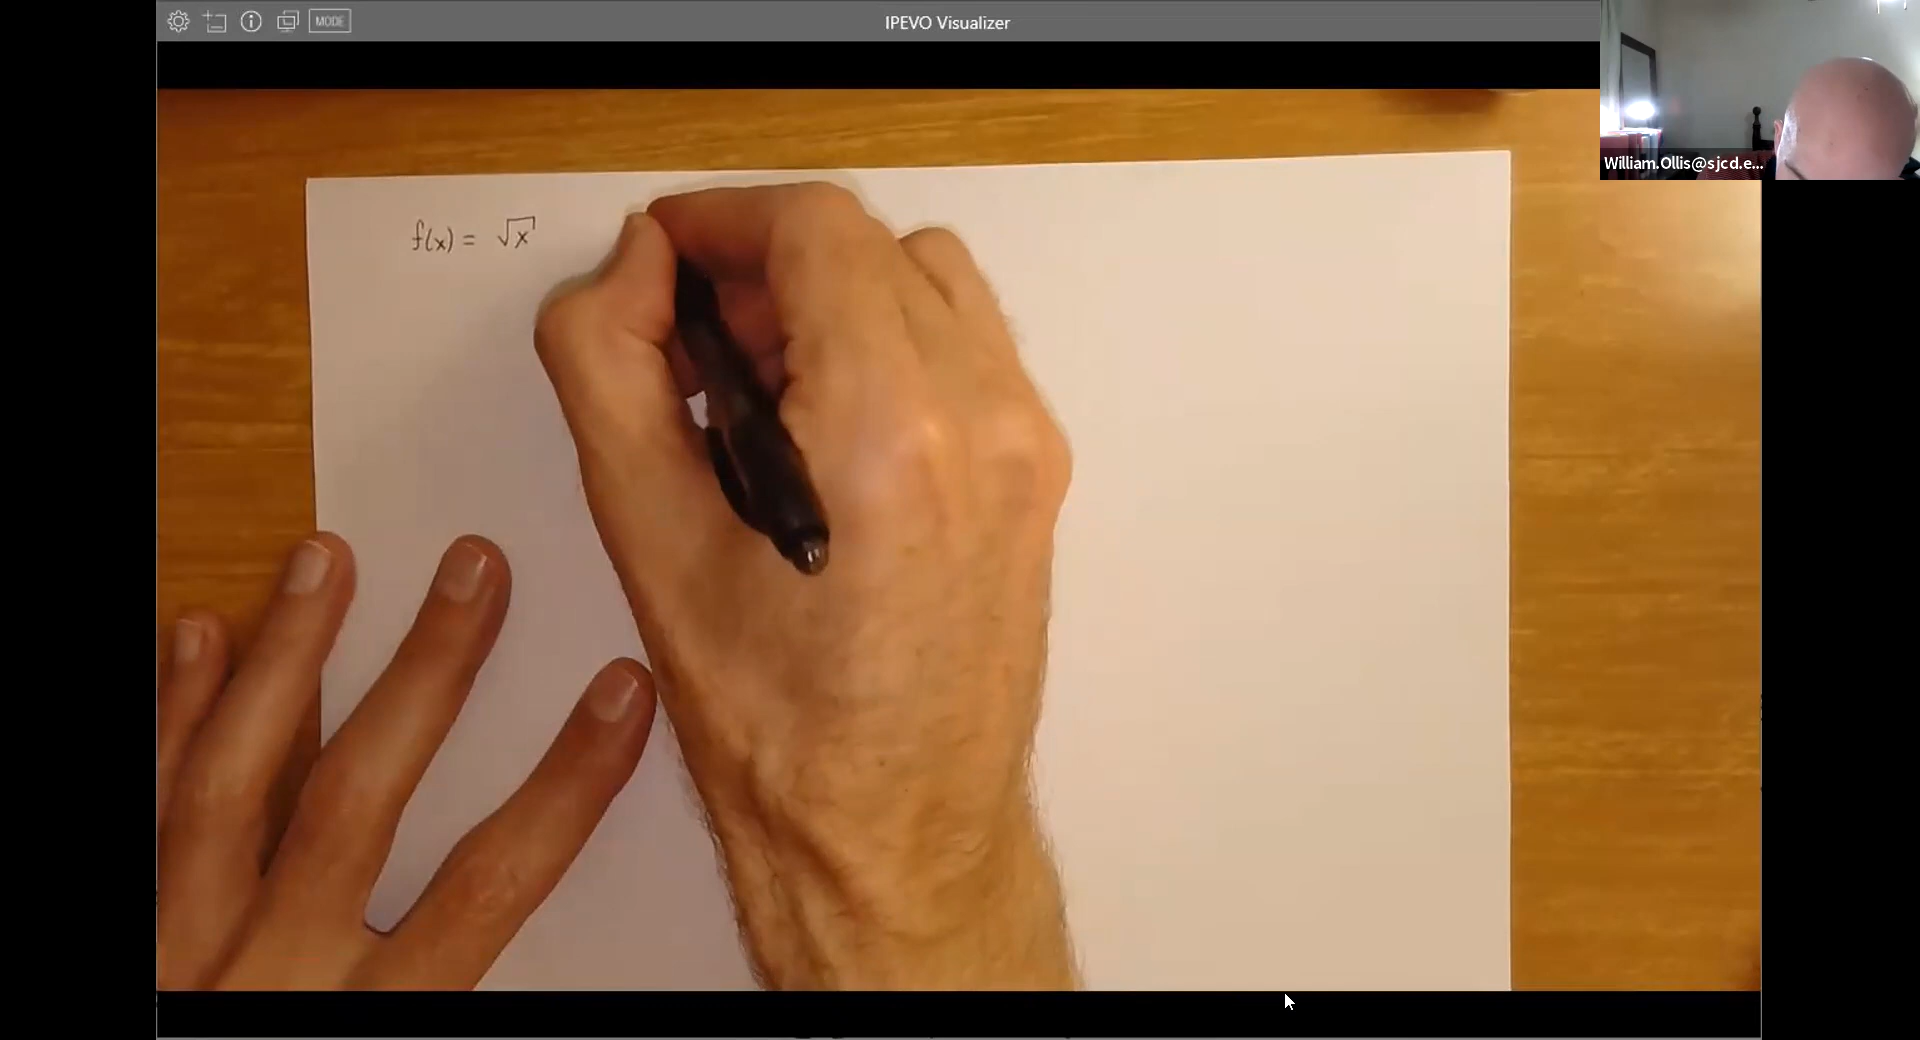 MODE
IPEVO Visualizer
William.Ollis@sjcd.e...
f(x) = √x